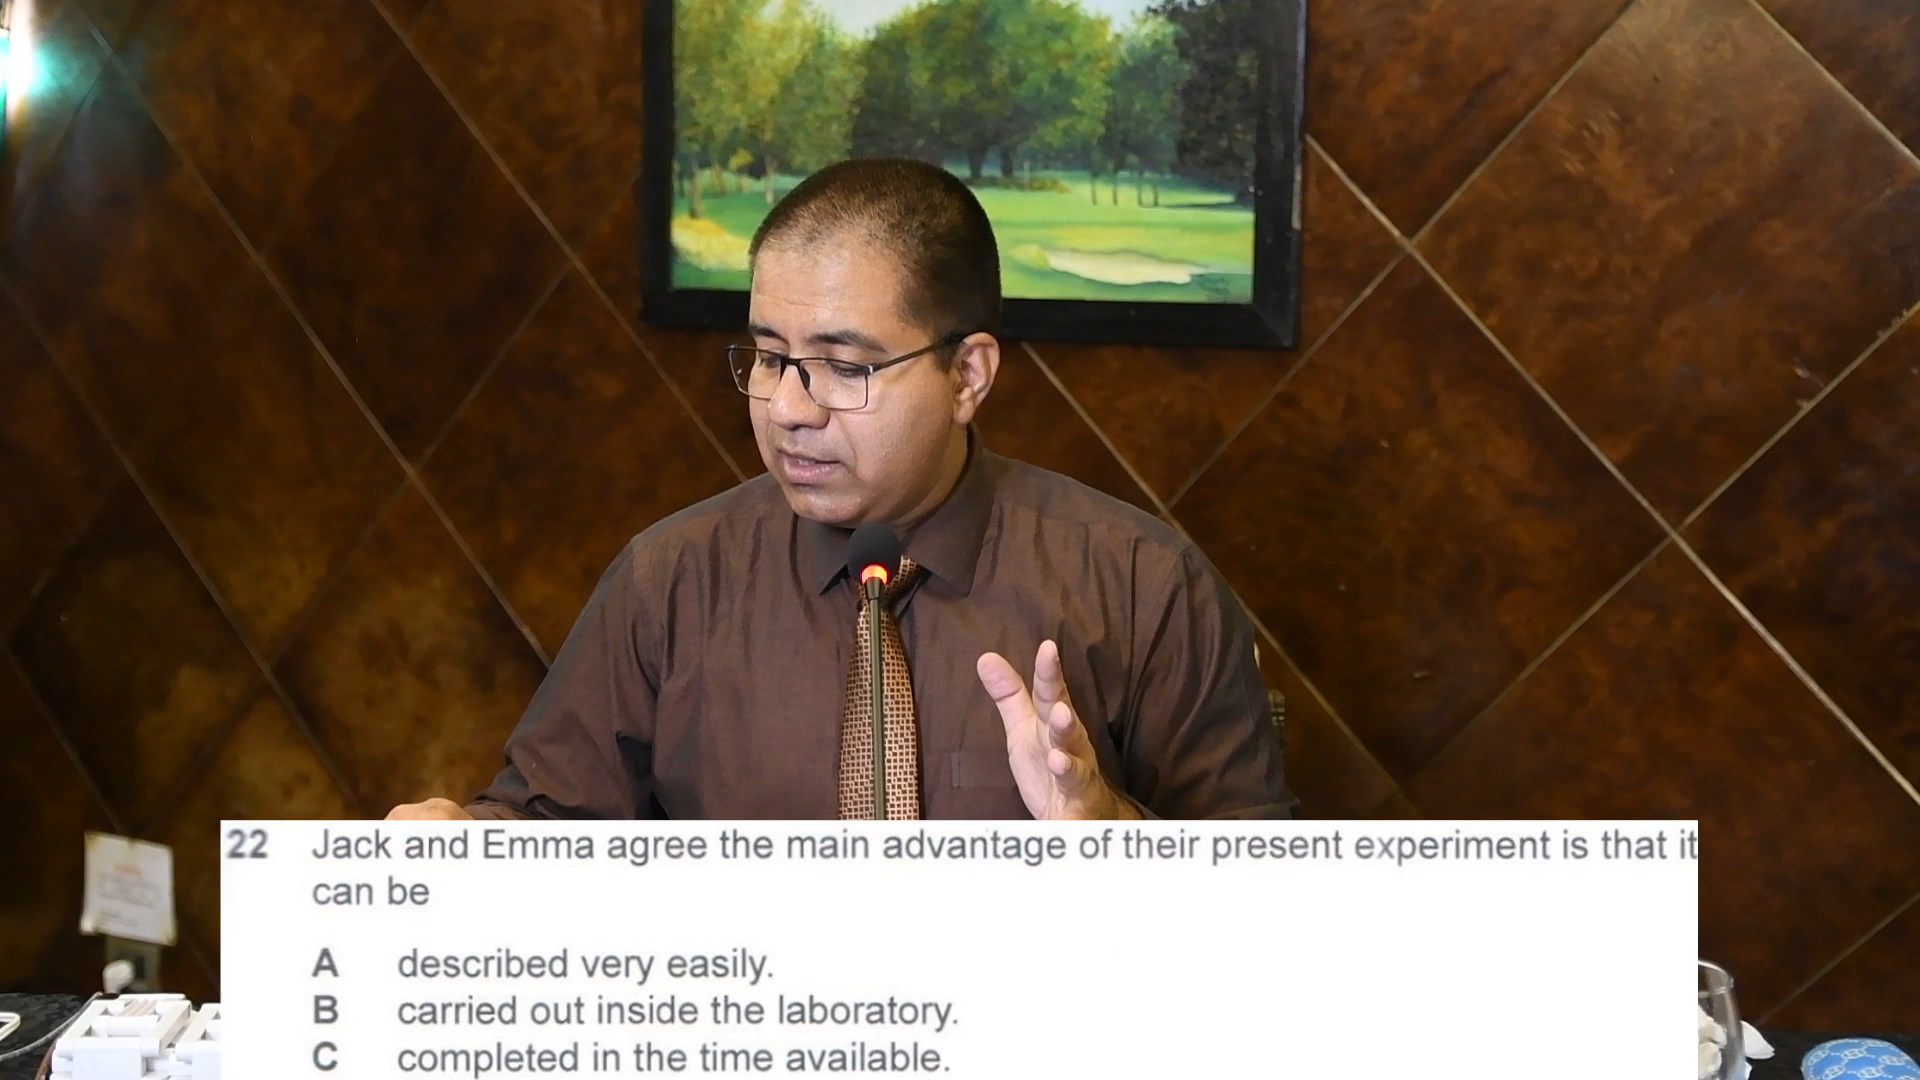 22 Jack and Emma agree the main advantage of their present experiment is that it
can be
A described very easily.
B carried out inside the laboratory.
C completed in the time available.